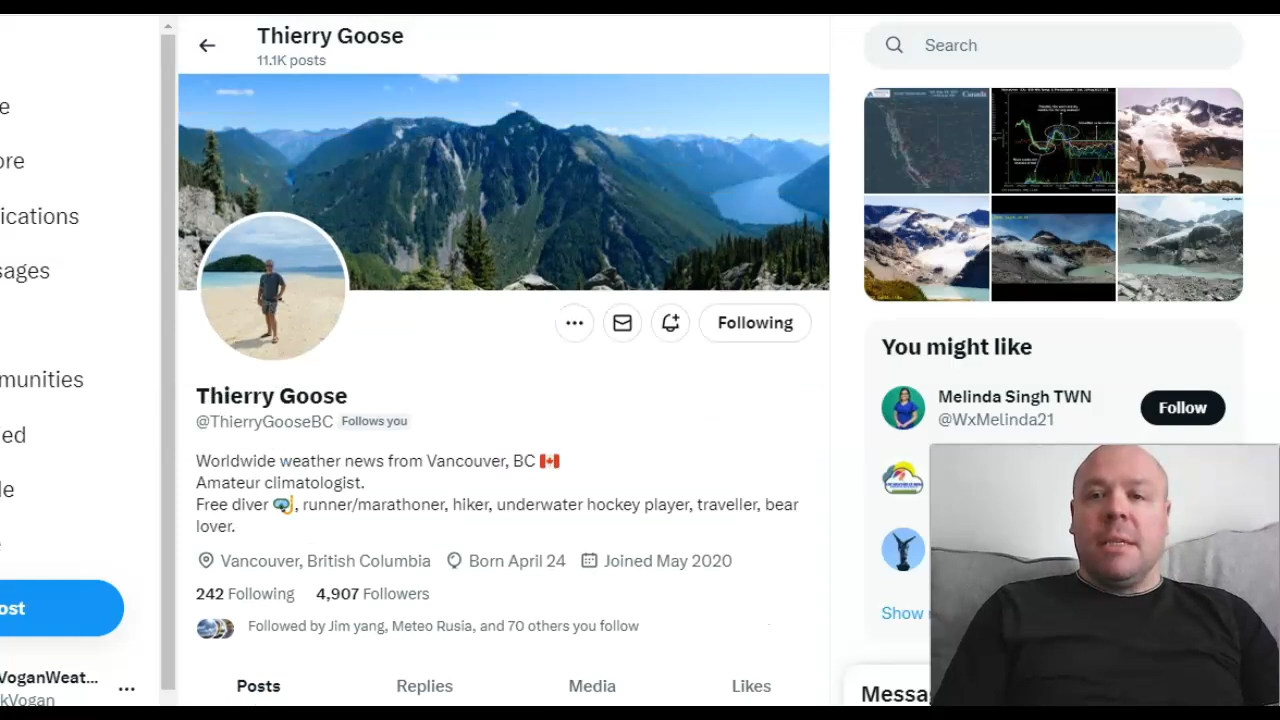 Thierry Goose
11.1K posts
Search
e
ore
ications
sages
munities
ied
le
e
ost
VoganWeat...
kVogan
Following
Thierry Goose
@ThierryGooseBC Follows you
Worldwide weather news from Vancouver, BC 🇨🇦
Amateur climatologist.
Free diver 🤿, runner/marathoner, hiker, underwater hockey player, traveller, bear
lover.
Vancouver, British Columbia Born April 24 Joined May 2020
242 Following 4,907 Followers
Followed by Jim yang, Meteo Rusia, and 70 others you follow
Posts Replies Media Likes
Canada
You might like
Melinda Singh TWN
@WxMelinda21
Follow
Show
Messa